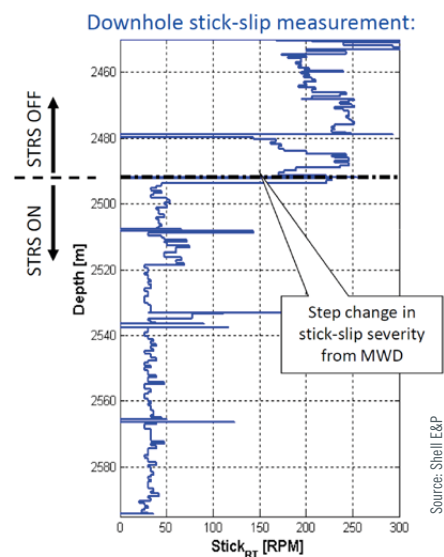 Downhole stick-slip measurement:
2460
2480
2500
2520
2540
2560
2580
Depth [m]
STRS OFF
STRS ON
Step change in
stick-slip severity
from MWD
0
50
100
150
200
250
300
Stick_RT [RPM]
Source: Shell E&P